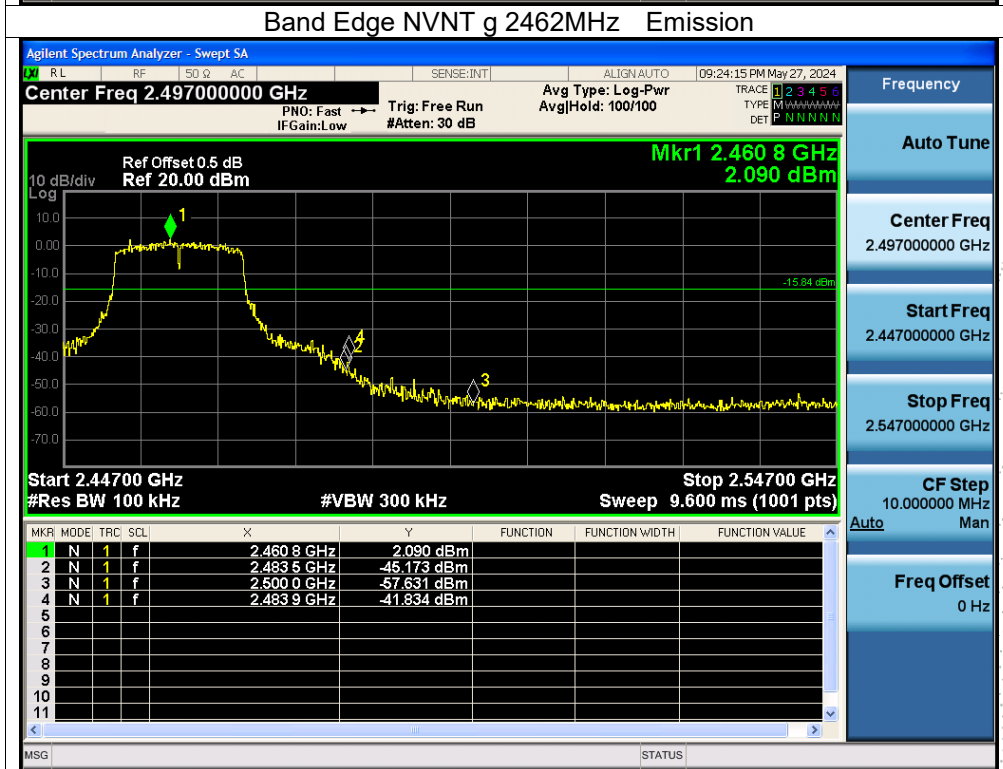 Band Edge NVNT g 2462MHz Emission
Agilent Spectrum Analyzer - Swept SA
LXI RL RF 50 Ω AC SENSE:INT ALIGN AUTO 09:24:15 PM May 27, 2024
Center Freq 2.497000000 GHz
PNO: Fast
IFGain:Low
Trig: Free Run
#Atten: 30 dB
Avg Type: Log-Pwr
Avg|Hold: 100/100
TRACE 1 2 3 4 5 6
TYPE M WWWWW
DET P N N N N N
Mkr1 2.460 8 GHz
2.090 dBm
Ref Offset 0.5 dB
10 dB/div Ref 20.00 dBm
Log
10.0
0.00
-10.0
-20.0
-30.0
-40.0
-50.0
-60.0
-70.0
1
-15.84 dBm
4
2
3
Start 2.44700 GHz Stop 2.54700 GHz
#Res BW 100 kHz #VBW 300 kHz Sweep 9.600 ms (1001 pts)
MKR MODE TRC SCL X Y FUNCTION FUNCTION WIDTH FUNCTION VALUE
1 N 1 f 2.460 8 GHz 2.090 dBm
2 N 1 f 2.483 5 GHz -45.173 dBm
3 N 1 f 2.500 0 GHz -57.631 dBm
4 N 1 f 2.483 9 GHz -41.834 dBm
5
6
7
8
9
10
11
MSG STATUS
Frequency
Auto Tune
Center Freq
2.497000000 GHz
Start Freq
2.447000000 GHz
Stop Freq
2.547000000 GHz
CF Step
10.000000 MHz
Auto Man
Freq Offset
0 Hz